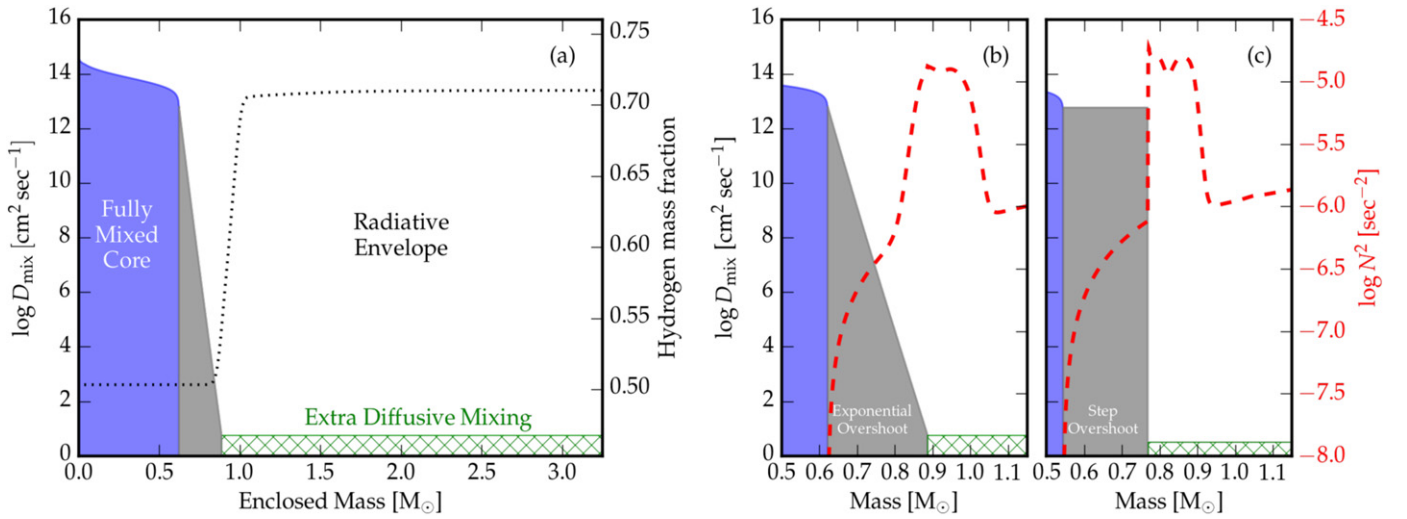 (a)
16
14
12
10
8
6
4
2
0
log D_mix [cm² sec⁻¹]
Fully
Mixed
Core
Radiative
Envelope
Extra Diffusive Mixing
0.75
0.70
0.65
0.60
0.55
0.50
Hydrogen mass fraction
0.0 0.5 1.0 1.5 2.0 2.5 3.0
Enclosed Mass [M☉]
(b)
16
14
12
10
8
6
4
2
0
log D_mix [cm² sec⁻¹]
Exponential
Overshoot
0.5 0.6 0.7 0.8 0.9 1.0 1.1
Mass [M☉]
(c)
Step
Overshoot
−4.5
−5.0
−5.5
−6.0
−6.5
−7.0
−7.5
−8.0
log N² [sec⁻²]
0.5 0.6 0.7 0.8 0.9 1.0 1.1
Mass [M☉]